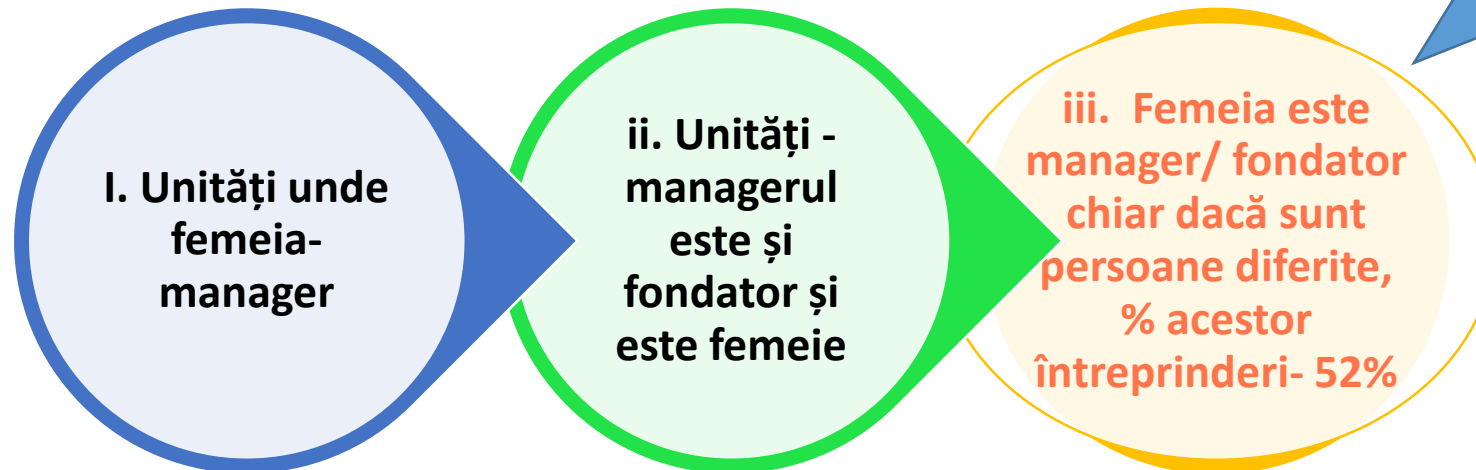 I. Unități unde
femeia-
manager
ii. Unități -
managerul
este și
fondator și
este femeie
iii. Femeia este
manager/ fondator
chiar dacă sunt
persoane diferite,
% acestor
întreprinderi- 52%